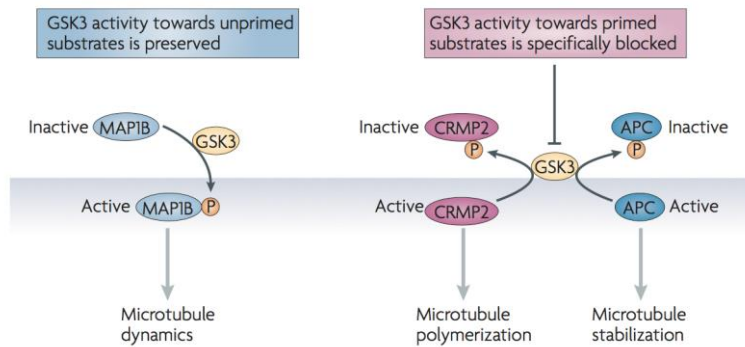 GSK3 activity towards unprimed
substrates is preserved
GSK3 activity towards primed
substrates is specifically blocked
Inactive MAP1B
GSK3
Active MAP1B P
Microtubule
dynamics
Inactive CRMP2
P
GSK3
APC Inactive
P
Active CRMP2
APC Active
Microtubule
polymerization
Microtubule
stabilization